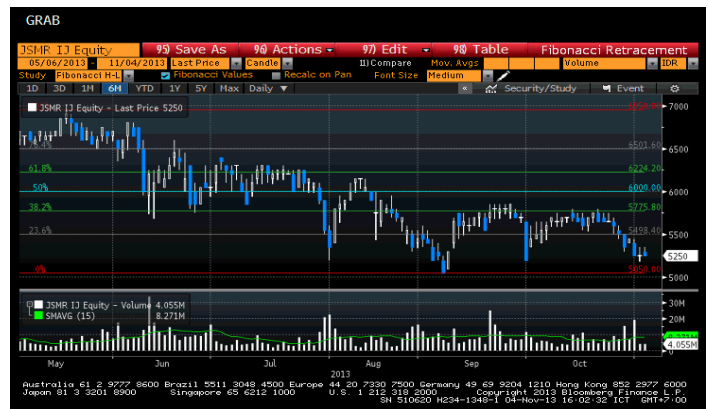 GRAB
JSMR IJ Equity 95) Save As 96) Actions 97) Edit 98) Table Fibonacci Retracement
05/06/2013 - 11/04/2013 Last Price Candle 11) Compare Mov. Avgs Volume IDR
Study Fibonacci H-L Fibonacci Values Recalc on Pan Font Size Medium
1D 3D 1M 6M YTD 1Y 5Y Max Daily ▼ « Security/Study Event
JSMR IJ Equity - Last Price 5250
7000
76.4% 6501.60 6500
61.8% 6224.20
50% 6000.00 6000
38.2% 5775.80
23.6% 5498.40 5500
5250
0% 5050.00 5000
JSMR IJ Equity - Volume 4.055M
SMAVG (15) 8.271M
30M
20M
4.055M
0
May Jun Jul Aug Sep Oct
2013
Australia 61 2 9777 8600 Brazil 5511 3048 4500 Europe 44 20 7330 7500 Germany 49 69 9204 1210 Hong Kong 852 2977 6000
Japan 81 3 3201 8900 Singapore 65 6212 1000 U.S. 1 212 318 2000 Copyright 2013 Bloomberg Finance L.P.
SN 510620 H234-1348-1 04-Nov-13 16:02:32 ICT GMT+7:00